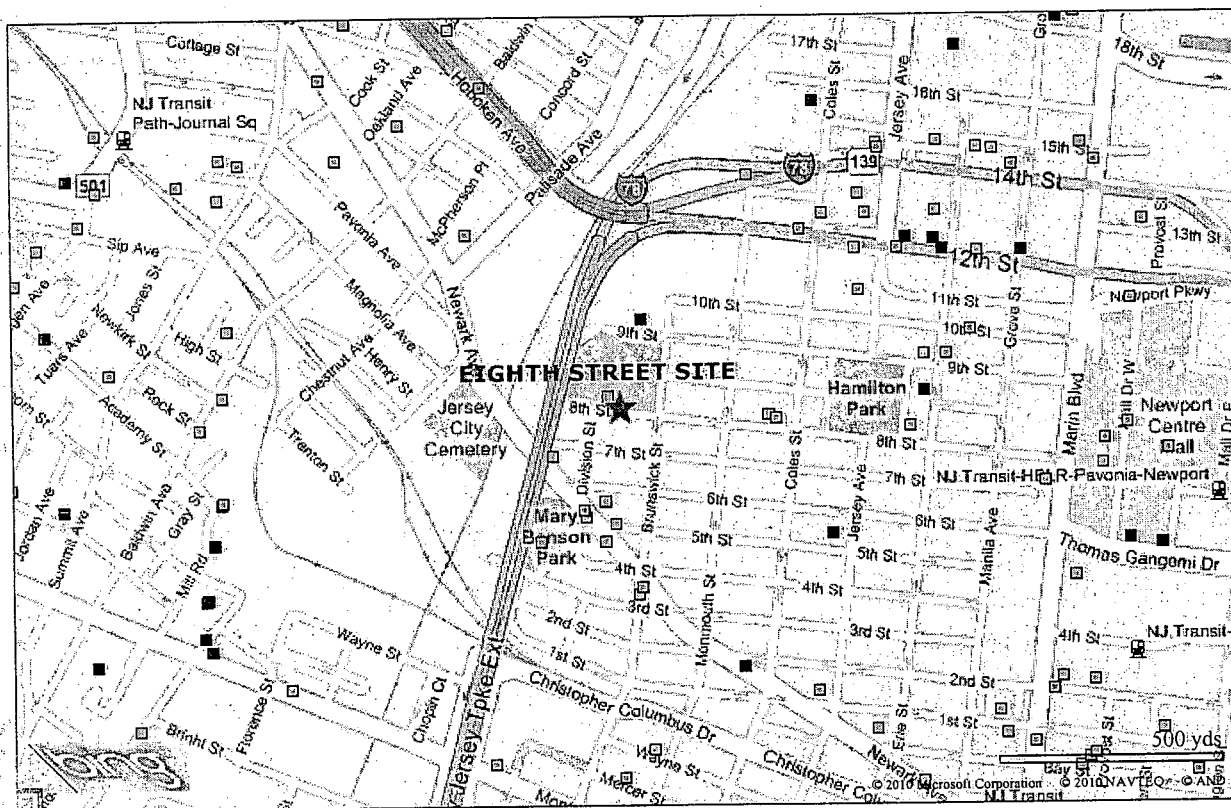 Cottage St
Cook St
Oakland Ave
Baldwin
Hoboken Ave
Concord St
17th St
Coles St
Jersey Ave
18th St
NJ Transit
Path-Journal Sq
16th St
15th St
501
Palisade Ave
McPherson Pl
78
78
139
14th St
Provost St
13th St
Sip Ave
Pavonia Ave
Jones St
12th St
Newport Pkwy
Tuers Ave
Newkirk St
High St
Magnolia Ave
Henry St
Chestnut Ave
Newark
10th St
11th St
10th St
Grove St
9th St
9th St
EIGHTH STREET SITE
Hamilton
Park
Rock St
Academy St
Trenton St
Jersey
City
Cemetery
8th St
Division St
Brunswick St
7th St
Coles St
8th St
7th St
Marin Blvd
Mall Dr W
Newport
Centre
Mall
Mall Dr E
NJ Transit-HBLR-Pavonia-Newport
Jordan Ave
Summit Ave
Baldwin Ave
Gray St
Mill Rd
Mary
Benson
Park
6th St
5th St
4th St
3rd St
2nd St
1st St
Monmouth St
Jersey Ave
6th St
5th St
4th St
3rd St
2nd St
1st St
Manila Ave
Thomas Gangemi Dr
4th St
NJ Transit-
Wayne St
Florence St
Chopin Ct
Jersey Tpke Ext
Christopher Columbus Dr
Bright St
Wayne St
Mercer St
Christopher Colu
Newark Ave
Erie St
500 yds
bing
© 2010 Microsoft Corporation © 2010 NAVTEQ © AN
NJ Transit